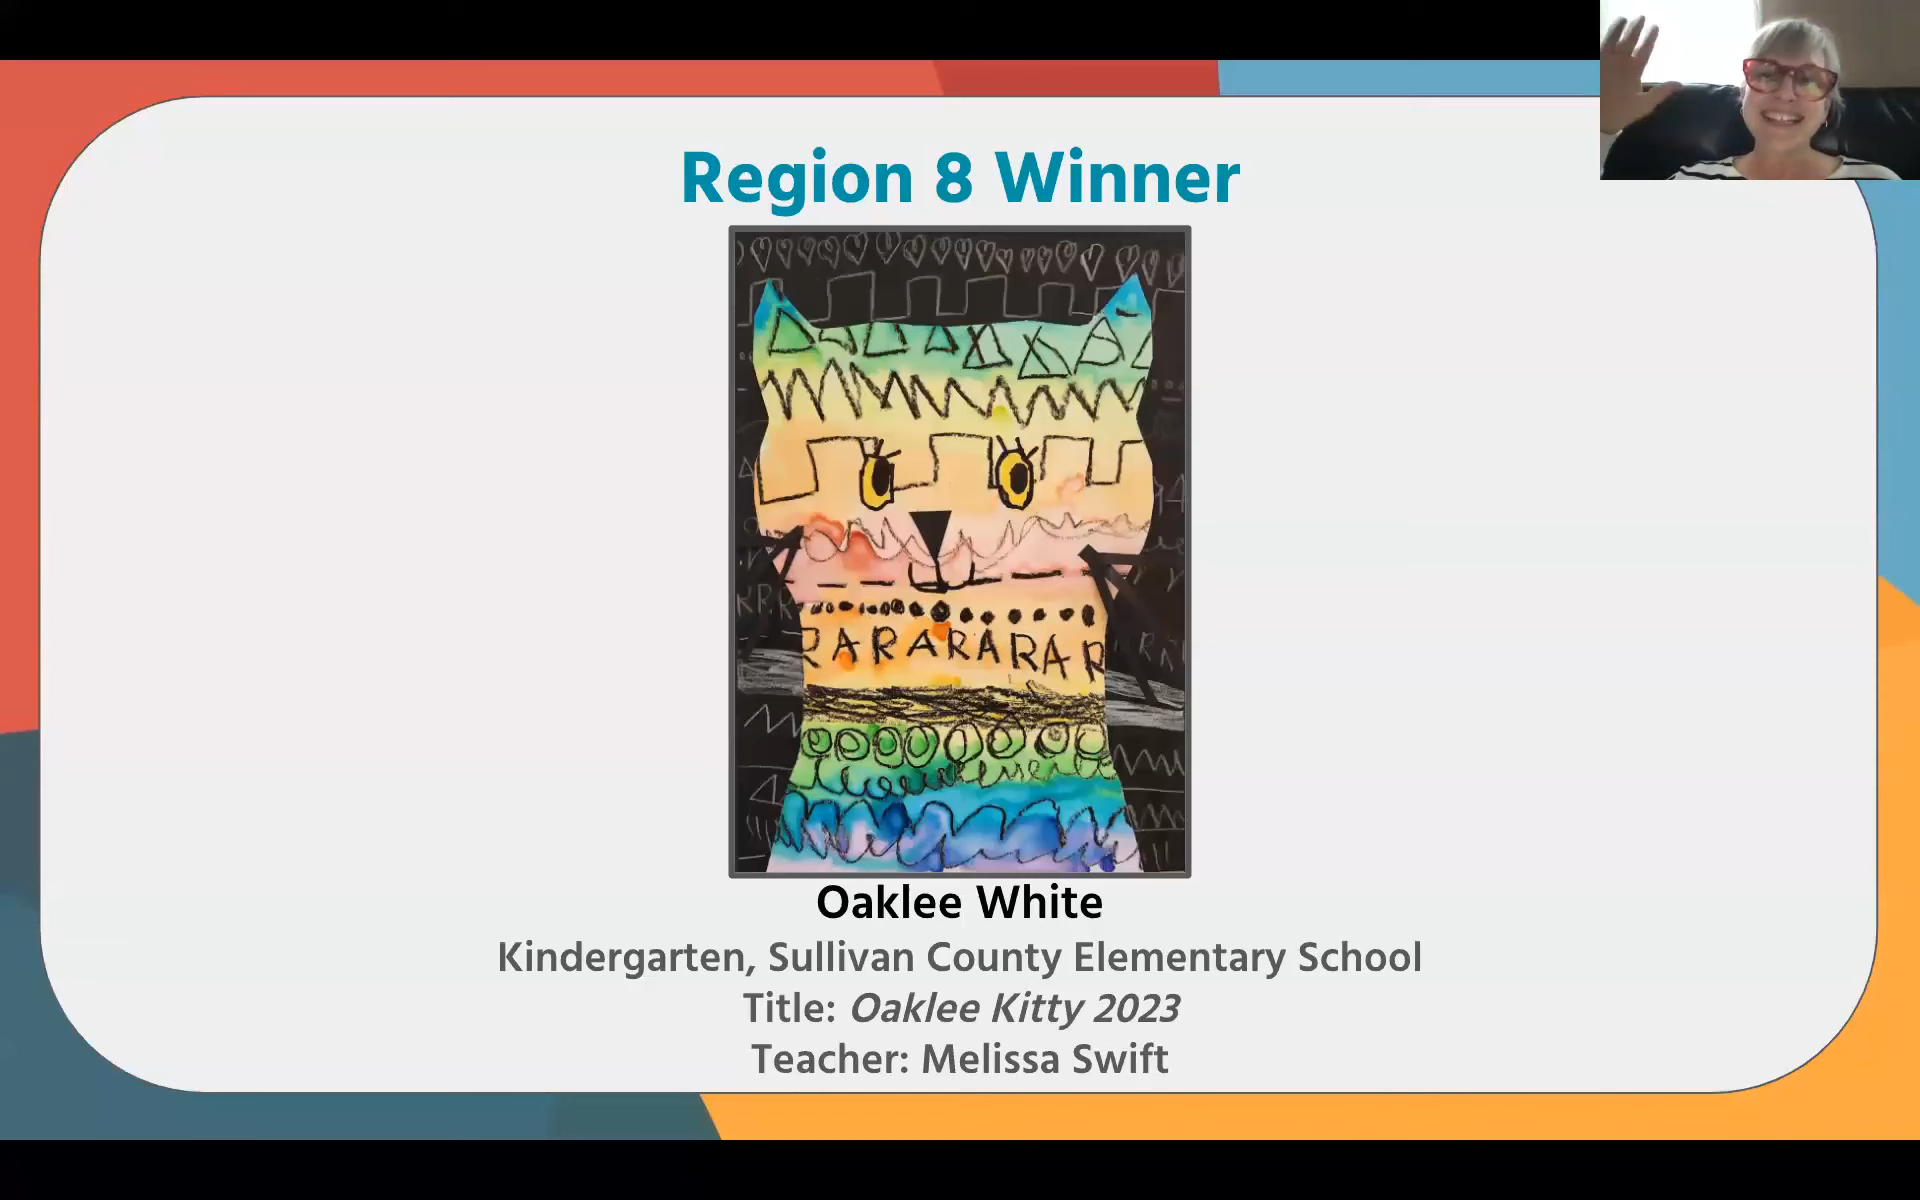 Region 8 Winner
RARARARAR
Oaklee White
Kindergarten, Sullivan County Elementary School
Title: Oaklee Kitty 2023
Teacher: Melissa Swift